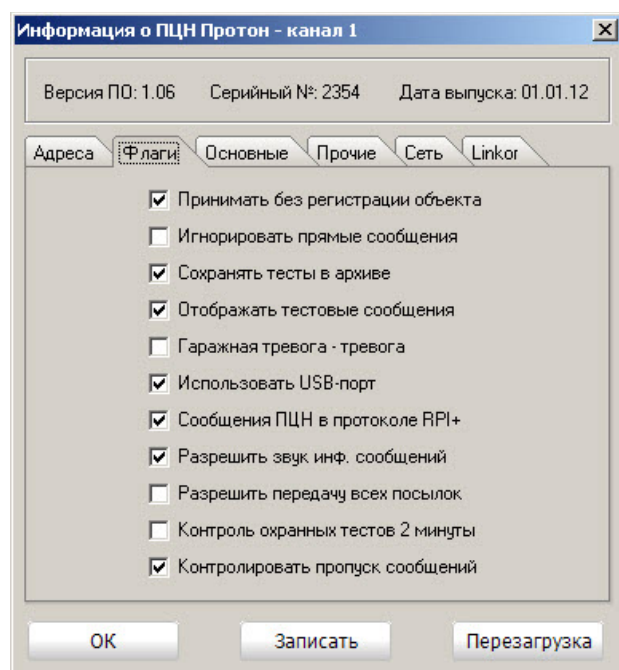 Информация о ПЦН Протон - канал 1
Версия ПО: 1.06 Серийный №: 2354 Дата выпуска: 01.01.12
Адреса Флаги Основные Прочие Сеть Linkor
Принимать без регистрации объекта
Игнорировать прямые сообщения
Сохранять тесты в архиве
Отображать тестовые сообщения
Гаражная тревога - тревога
Использовать USB-порт
Сообщения ПЦН в протоколе RPI+
Разрешить звук инф. сообщений
Разрешить передачу всех посылок
Контроль охранных тестов 2 минуты
Контролировать пропуск сообщений
ОК Записать Перезагрузка